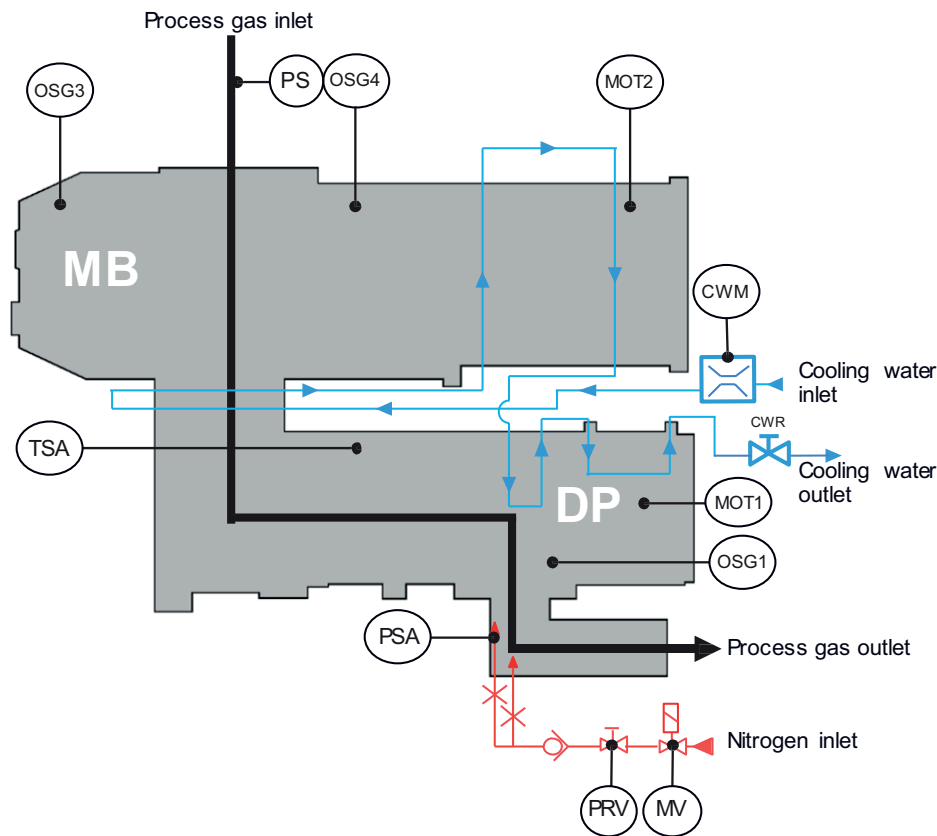 Process gas inlet
OSG3
PS
OSG4
MOT2
MB
CWM
Cooling water
inlet
CWR
Cooling water
outlet
TSA
DP
MOT1
OSG1
PSA
Process gas outlet
Nitrogen inlet
PRV
MV